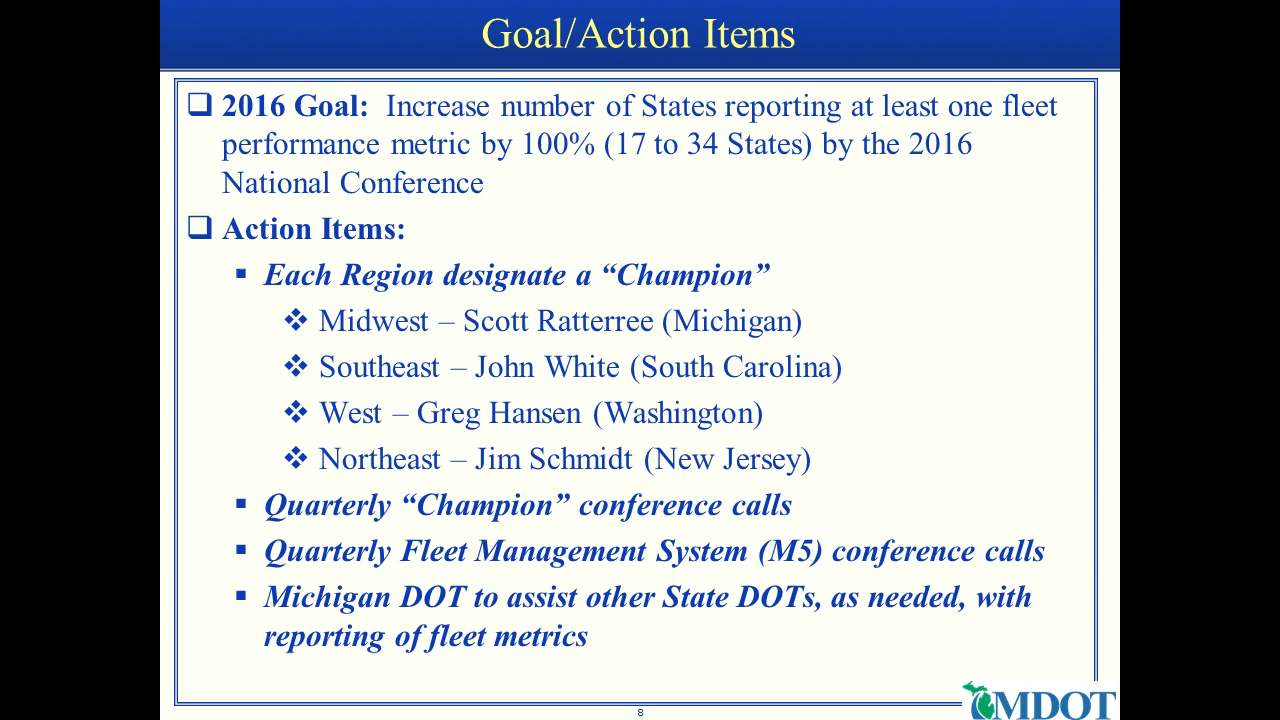 Goal/Action Items
2016 Goal: Increase number of States reporting at least one fleet
performance metric by 100% (17 to 34 States) by the 2016
National Conference
Action Items:
Each Region designate a “Champion”
Midwest – Scott Ratterree (Michigan)
Southeast – John White (South Carolina)
West – Greg Hansen (Washington)
Northeast – Jim Schmidt (New Jersey)
Quarterly “Champion” conference calls
Quarterly Fleet Management System (M5) conference calls
Michigan DOT to assist other State DOTs, as needed, with
reporting of fleet metrics
8
MDOT